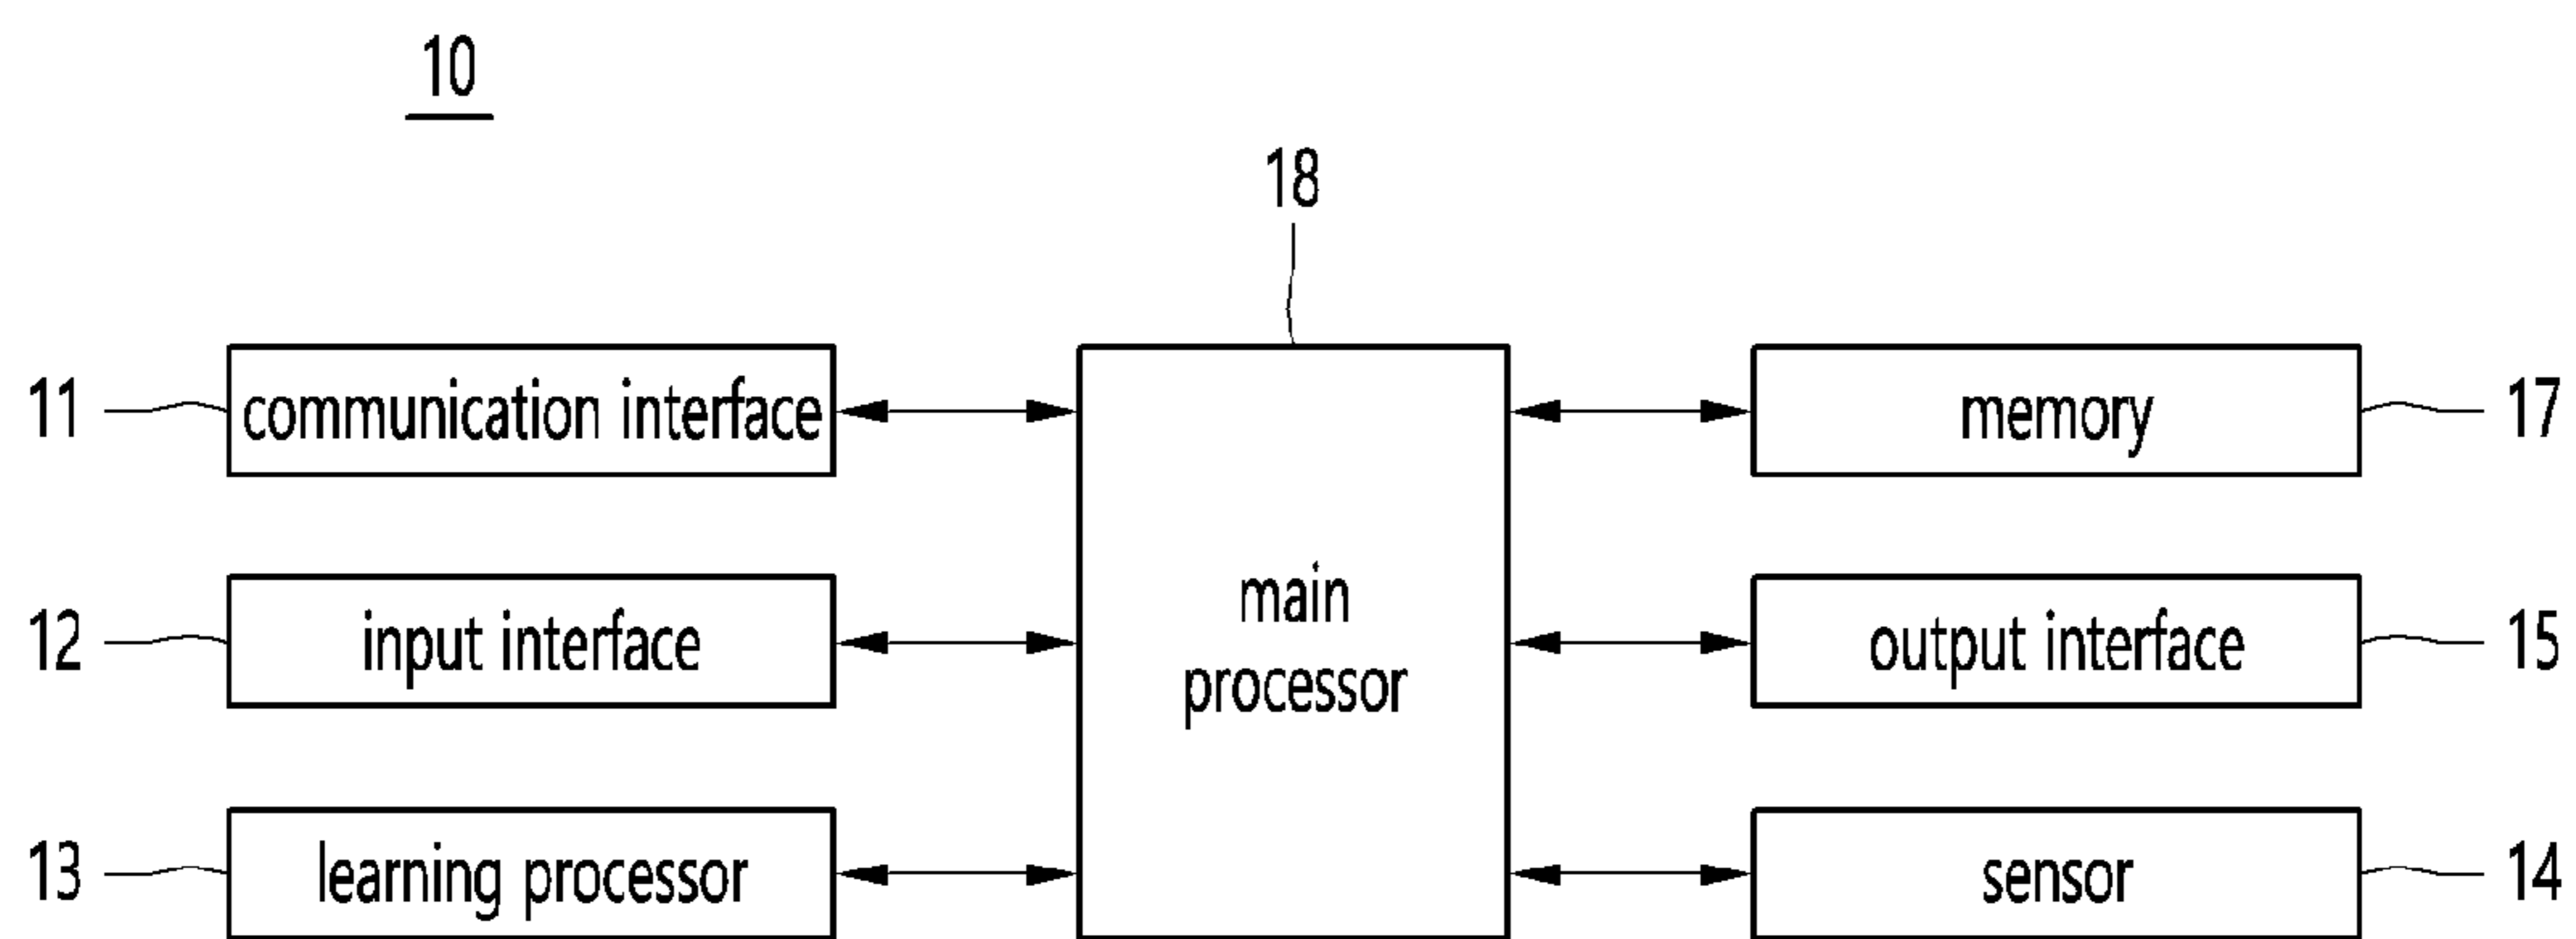 10
18
11
communication interface
memory
17
12
input interface
main
processor
output interface
15
13
learning processor
sensor
14